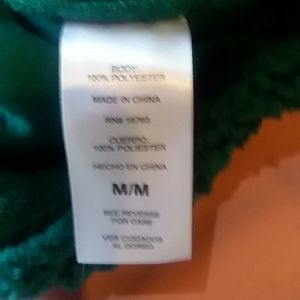 BODY:
100% POLYESTER
MADE IN CHINA
RN# 15763
CUERPO:
100% POLYESTER
HECHO EN CHINA
M/M
SEE REVERSE
FOR CARE
VER CUIDADOS
AL DORSO